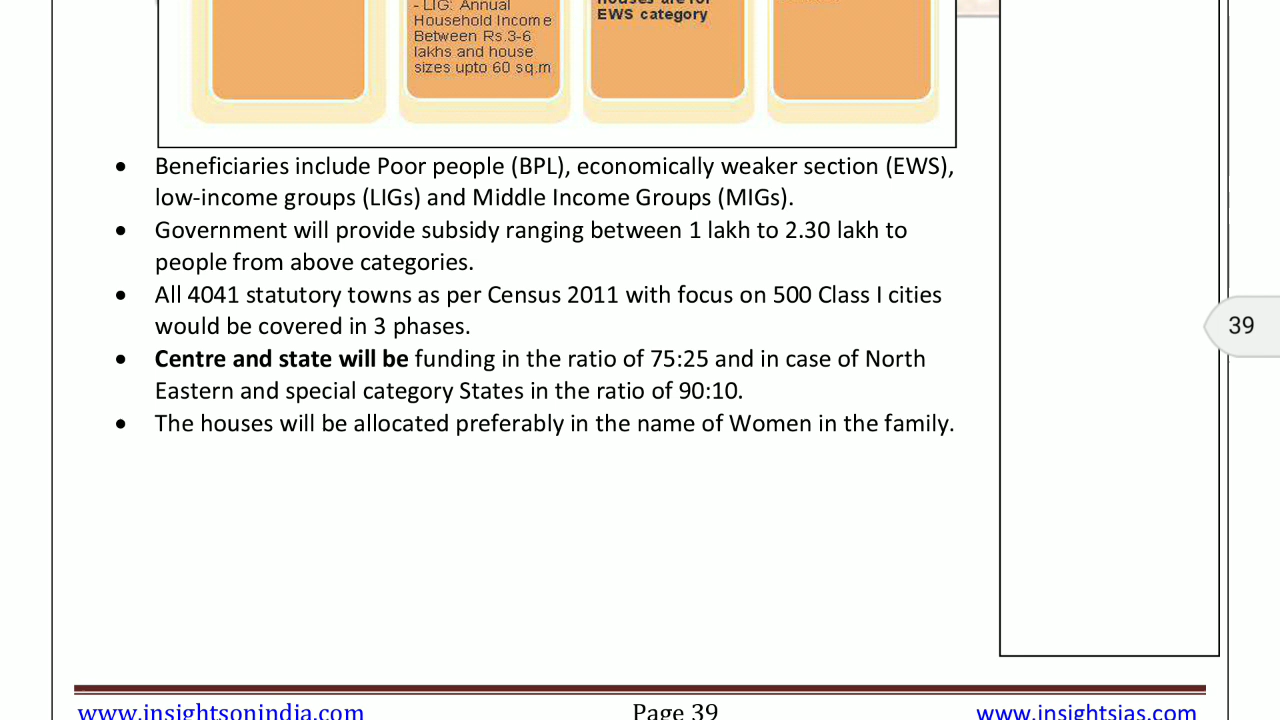 - LIG: Annual
Household Income
Between Rs.3-6
lakhs and house
sizes upto 60 sq.m
houses are for
EWS category
• Beneficiaries include Poor people (BPL), economically weaker section (EWS),
low-income groups (LIGs) and Middle Income Groups (MIGs).
• Government will provide subsidy ranging between 1 lakh to 2.30 lakh to
people from above categories.
• All 4041 statutory towns as per Census 2011 with focus on 500 Class I cities
would be covered in 3 phases.
• Centre and state will be funding in the ratio of 75:25 and in case of North
Eastern and special category States in the ratio of 90:10.
• The houses will be allocated preferably in the name of Women in the family.
39
www.insightsonindia.com Page 39 www.insightsias.com